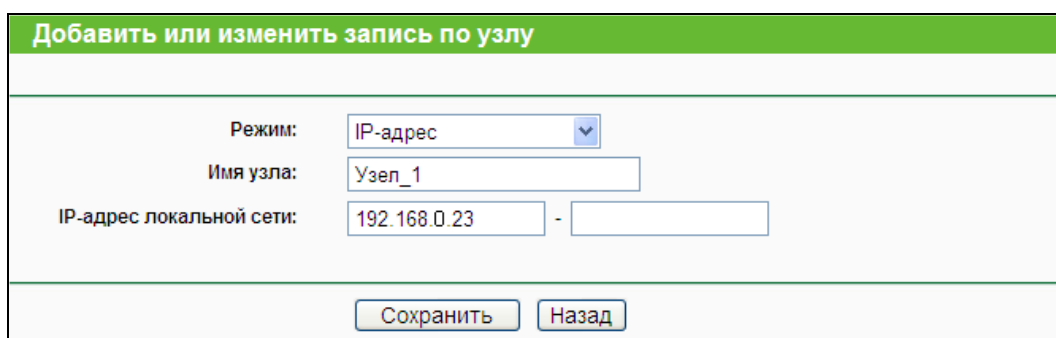 Добавить или изменить запись по узлу
Режим: IP-адрес
Имя узла: Узел_1
IP-адрес локальной сети: 192.168.0.23 -
Сохранить Назад